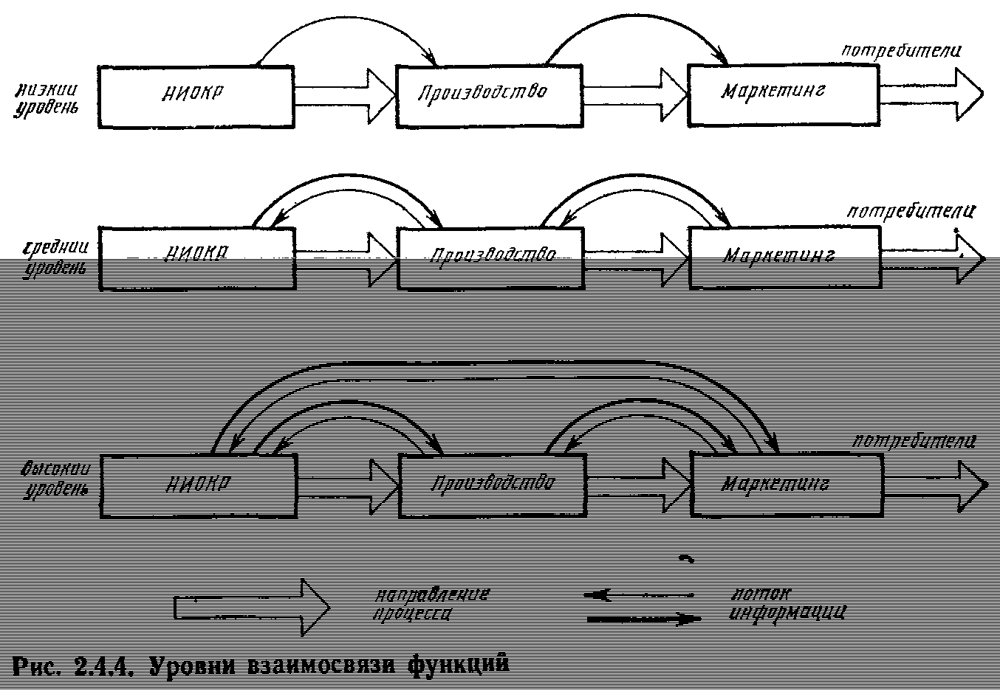 потребители
низкий
уровень
НИОКР
Производство
Маркетинг
потребители
средний
уровень
НИОКР
Производство
Маркетинг
потребители
высокий
уровень
НИОКР
Производство
Маркетинг
направление
процесса
поток
информации
Рис. 2.4.4. Уровни взаимосвязи функций